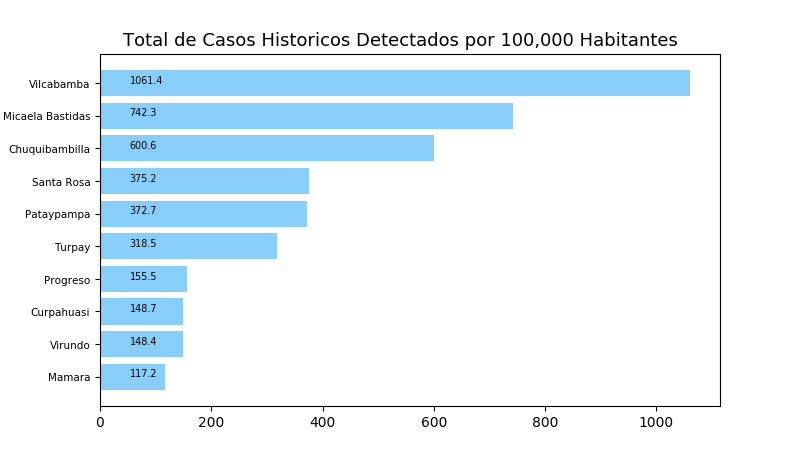 Total de Casos Historicos Detectados por 100,000 Habitantes
Vilcabamba 1061.4
Micaela Bastidas 742.3
Chuquibambilla 600.6
Santa Rosa 375.2
Pataypampa 372.7
Turpay 318.5
Progreso 155.5
Curpahuasi 148.7
Virundo 148.4
Mamara 117.2
0 200 400 600 800 1000